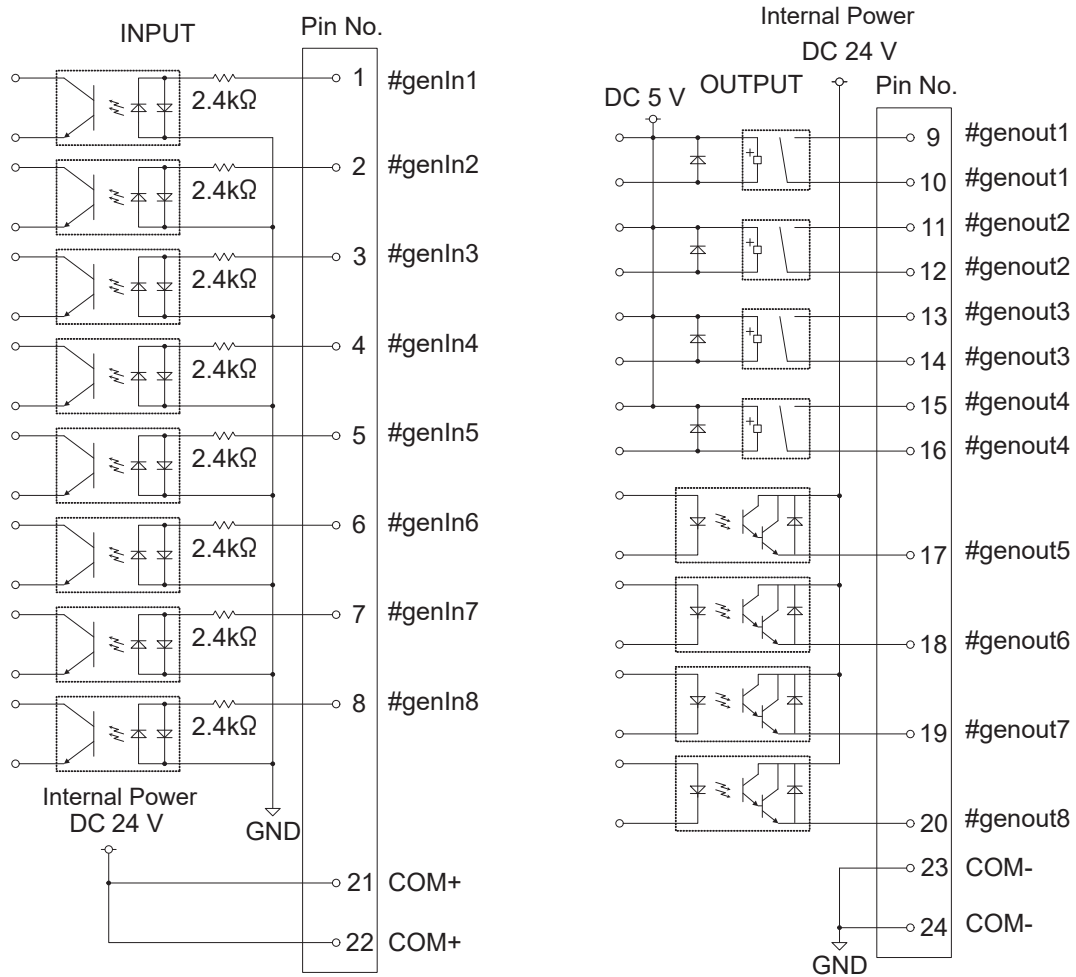 INPUT
Pin No.
1 #genIn1
2.4kΩ
2 #genIn2
2.4kΩ
3 #genIn3
2.4kΩ
4 #genIn4
2.4kΩ
5 #genIn5
2.4kΩ
6 #genIn6
2.4kΩ
7 #genIn7
2.4kΩ
8 #genIn8
2.4kΩ
Internal Power
DC 24 V
GND
21 COM+
22 COM+
Internal Power
DC 24 V
OUTPUT
DC 5 V
Pin No.
9 #genout1
10 #genout1
11 #genout2
12 #genout2
13 #genout3
14 #genout3
15 #genout4
16 #genout4
17 #genout5
18 #genout6
19 #genout7
20 #genout8
23 COM-
24 COM-
GND